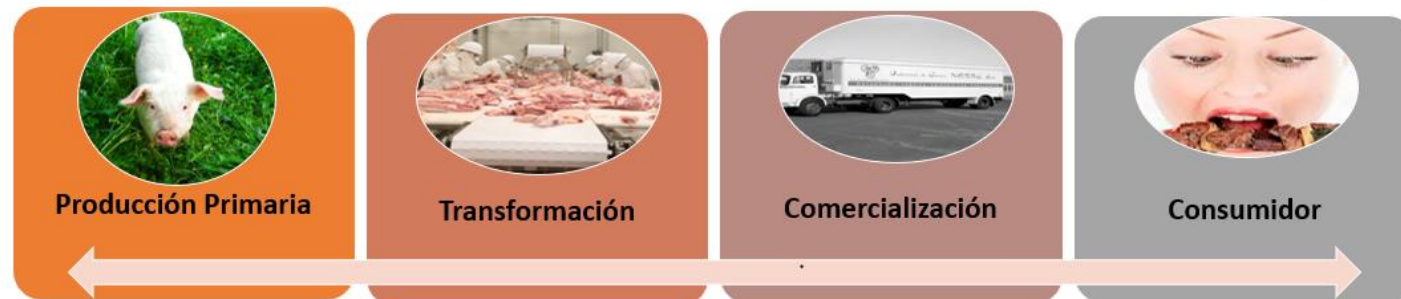 Producción Primaria
Transformación
Comercialización
Consumidor